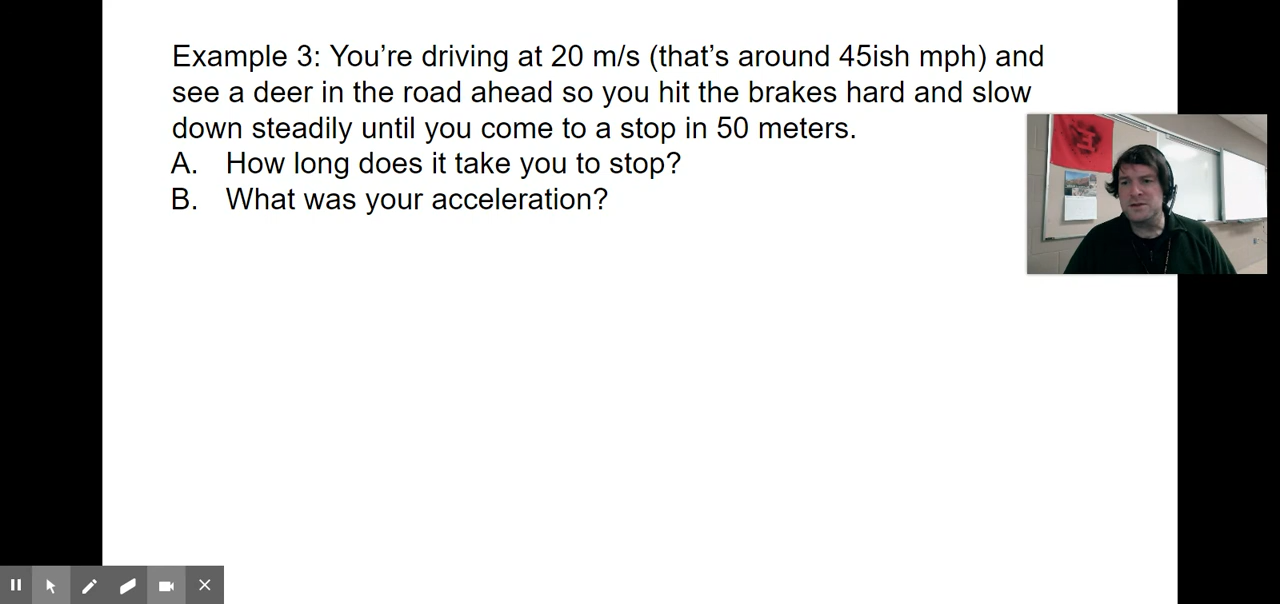 Example 3: You’re driving at 20 m/s (that’s around 45ish mph) and
see a deer in the road ahead so you hit the brakes hard and slow
down steadily until you come to a stop in 50 meters.
A. How long does it take you to stop?
B. What was your acceleration?